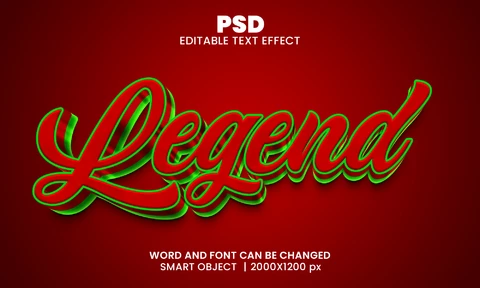 PSD
EDITABLE TEXT EFFECT
Legend
WORD AND FONT CAN BE CHANGED
SMART OBJECT | 2000X1200 px